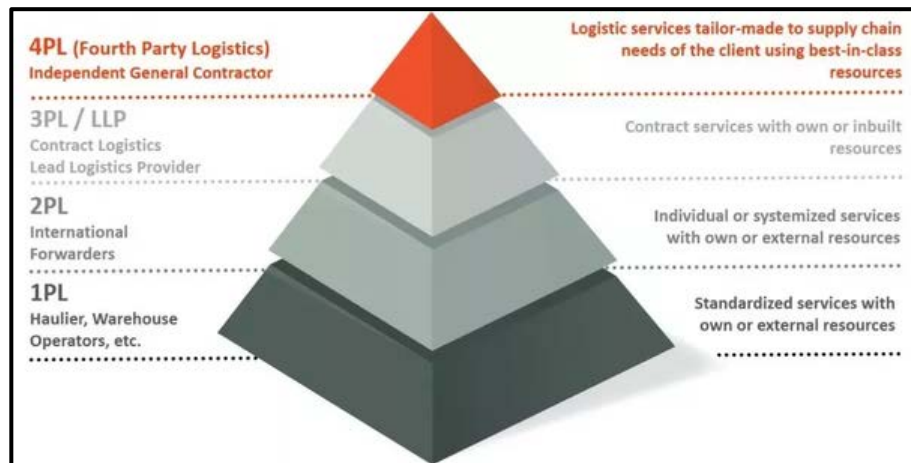 4PL (Fourth Party Logistics)
Independent General Contractor
Logistic services tailor-made to supply chain
needs of the client using best-in-class
resources
3PL / LLP
Contract Logistics
Lead Logistics Provider
Contract services with own or inbuilt
resources
2PL
International
Forwarders
Individual or systemized services
with own or external resources
1PL
Haulier, Warehouse
Operators, etc.
Standardized services with
own or external resources